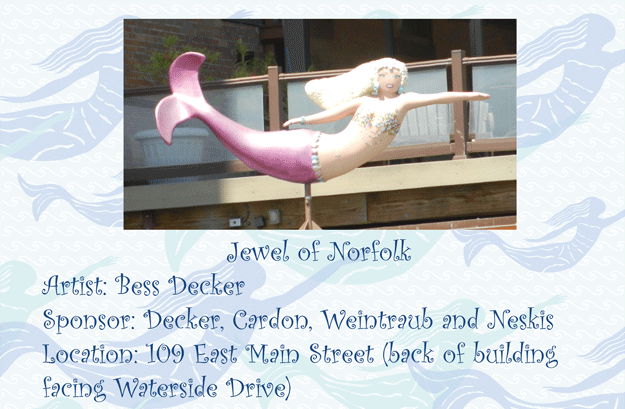 Jewel of Norfolk
Artist: Bess Decker
Sponsor: Decker, Cardon, Weintraub and Neskis
Location: 109 East Main Street (back of building
facing Waterside Drive)